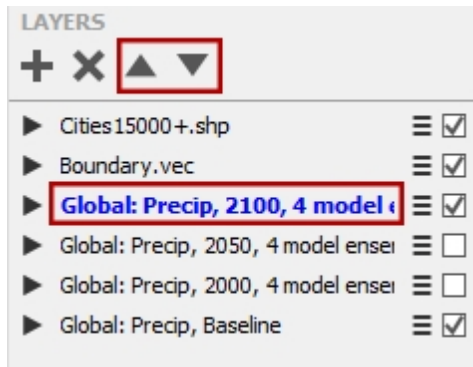 LAYERS
Cities15000+.shp
Boundary.vec
Global: Precip, 2100, 4 model
Global: Precip, 2050, 4 model enser
Global: Precip, 2000, 4 model enser
Global: Precip, Baseline